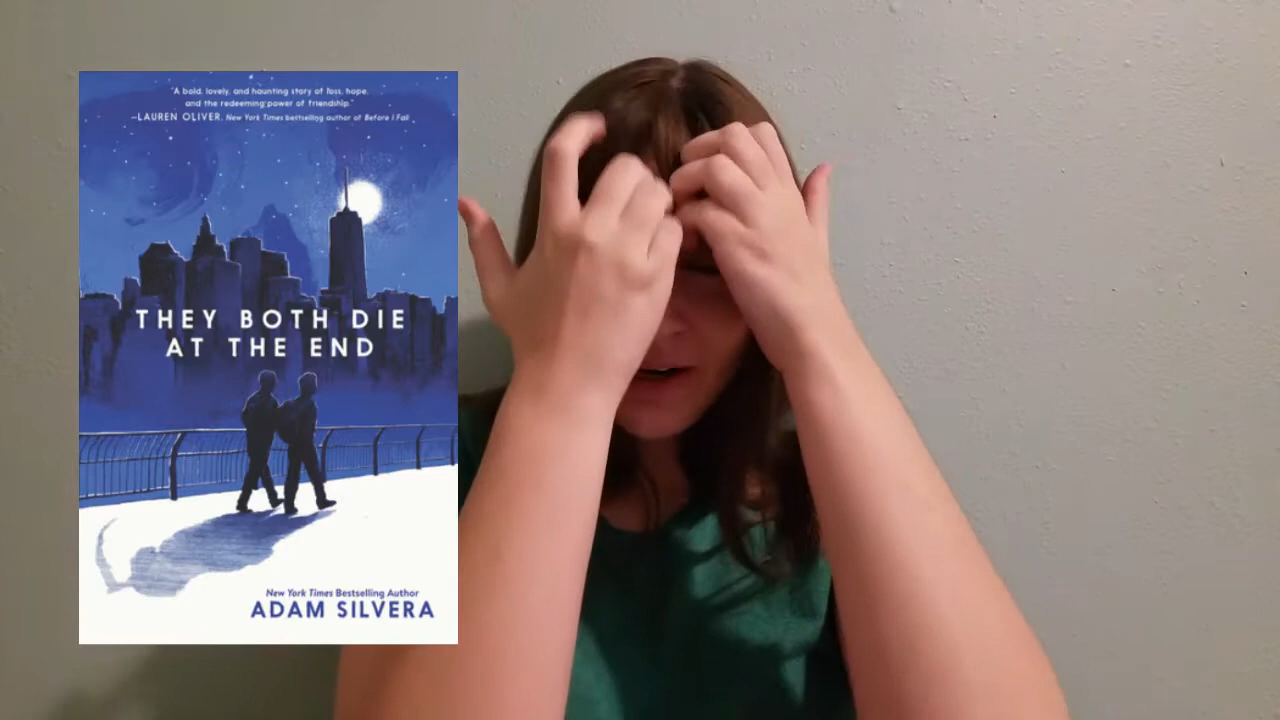 "A bold, lovely, and haunting story of loss, hope,
and the redeeming power of friendship."
—LAUREN OLIVER, New York Times bestselling author of Before I Fall
THEY BOTH DIE
AT THE END
New York Times Bestselling Author
ADAM SILVERA